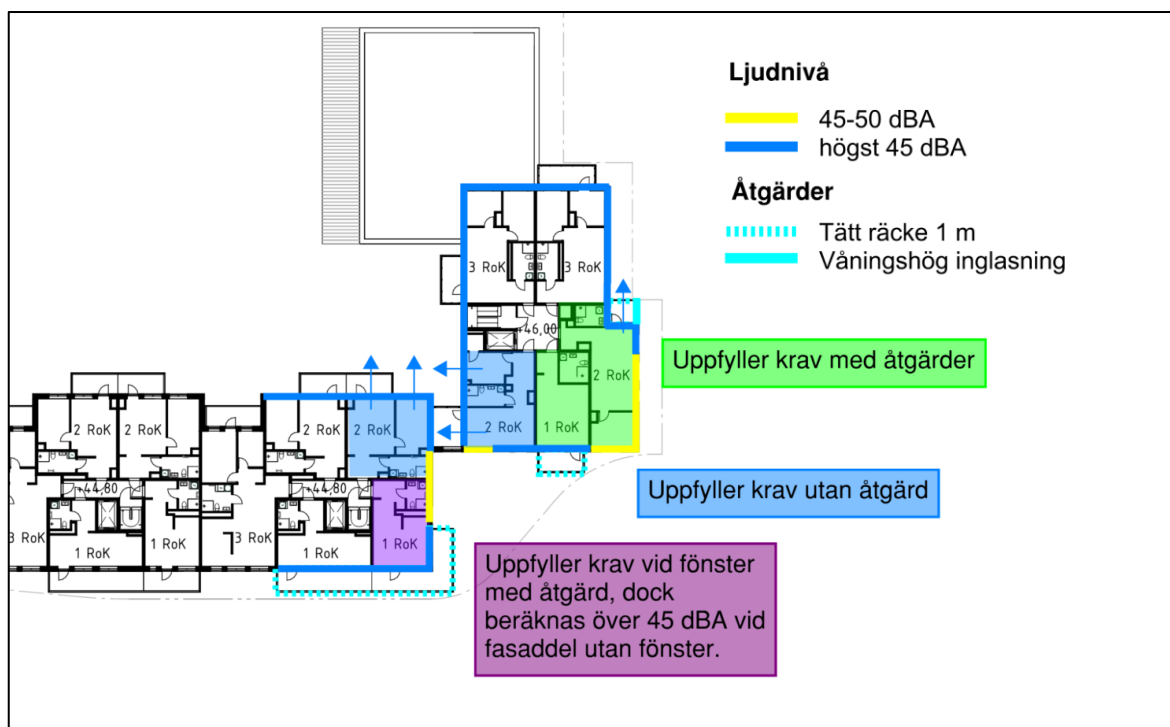 Ljudnivå
45-50 dBA
högst 45 dBA
Åtgärder
Tätt räcke 1 m
Våningshög inglasning
3 RoK
3 RoK
+46,00
Uppfyller krav med åtgärder
2 RoK
2 RoK
1 RoK
2 RoK
2 RoK
2 RoK
2 RoK
Uppfyller krav utan åtgärd
+44,80
+44,80
3 RoK
1 RoK
1 RoK
3 RoK
1 RoK
1 RoK
Uppfyller krav vid fönster
med åtgärd, dock
beräknas över 45 dBA vid
fasaddel utan fönster.